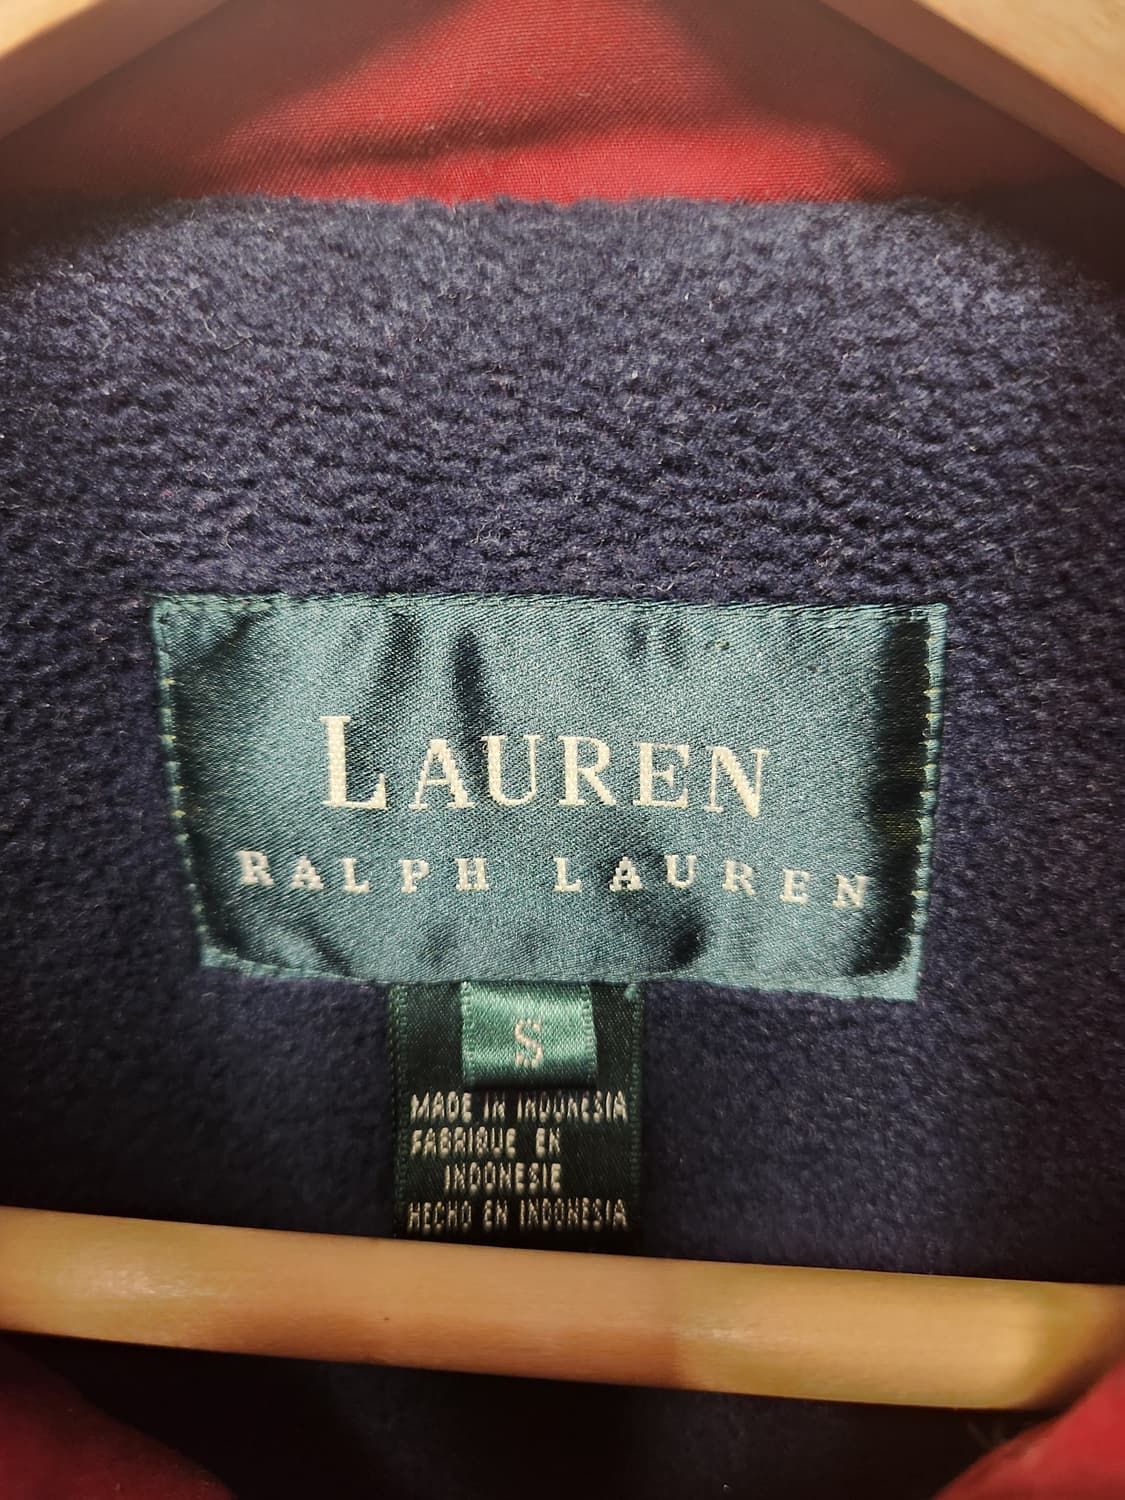 LAUREN
RALPH LAUREN
S
MADE IN INDONESIA
FABRIQUE EN
INDONESIE
HECHO EN INDONESIA